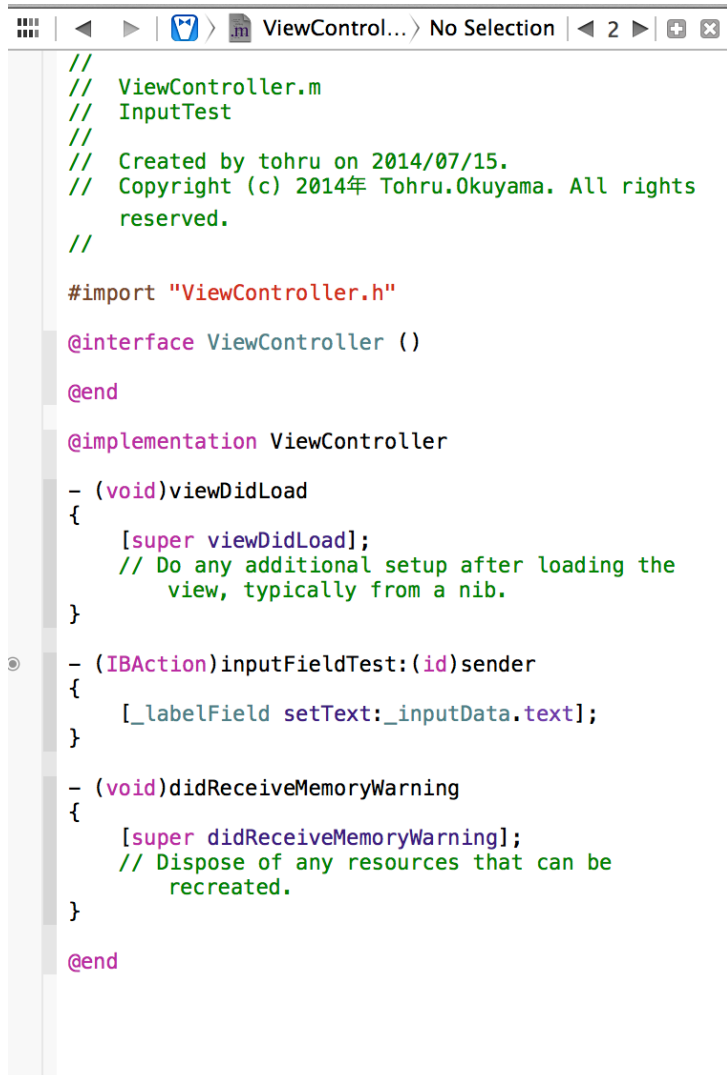 .m ViewControl... No Selection 2
//
//  ViewController.m
//  InputTest
//
//  Created by tohru on 2014/07/15.
//  Copyright (c) 2014年 Tohru.Okuyama. All rights
    reserved.
//
#import "ViewController.h"
@interface ViewController ()
@end
@implementation ViewController
- (void)viewDidLoad
{
    [super viewDidLoad];
    // Do any additional setup after loading the
        view, typically from a nib.
}
- (IBAction)inputFieldTest:(id)sender
{
    [_labelField setText:_inputData.text];
}
- (void)didReceiveMemoryWarning
{
    [super didReceiveMemoryWarning];
    // Dispose of any resources that can be
        recreated.
}
@end